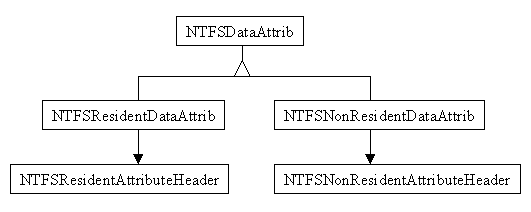 NTFSDataAttrib
NTFSResidentDataAttrib
NTFSNonResidentDataAttrib
NTFSResidentAttributeHeader
NTFSNonResidentAttributeHeader